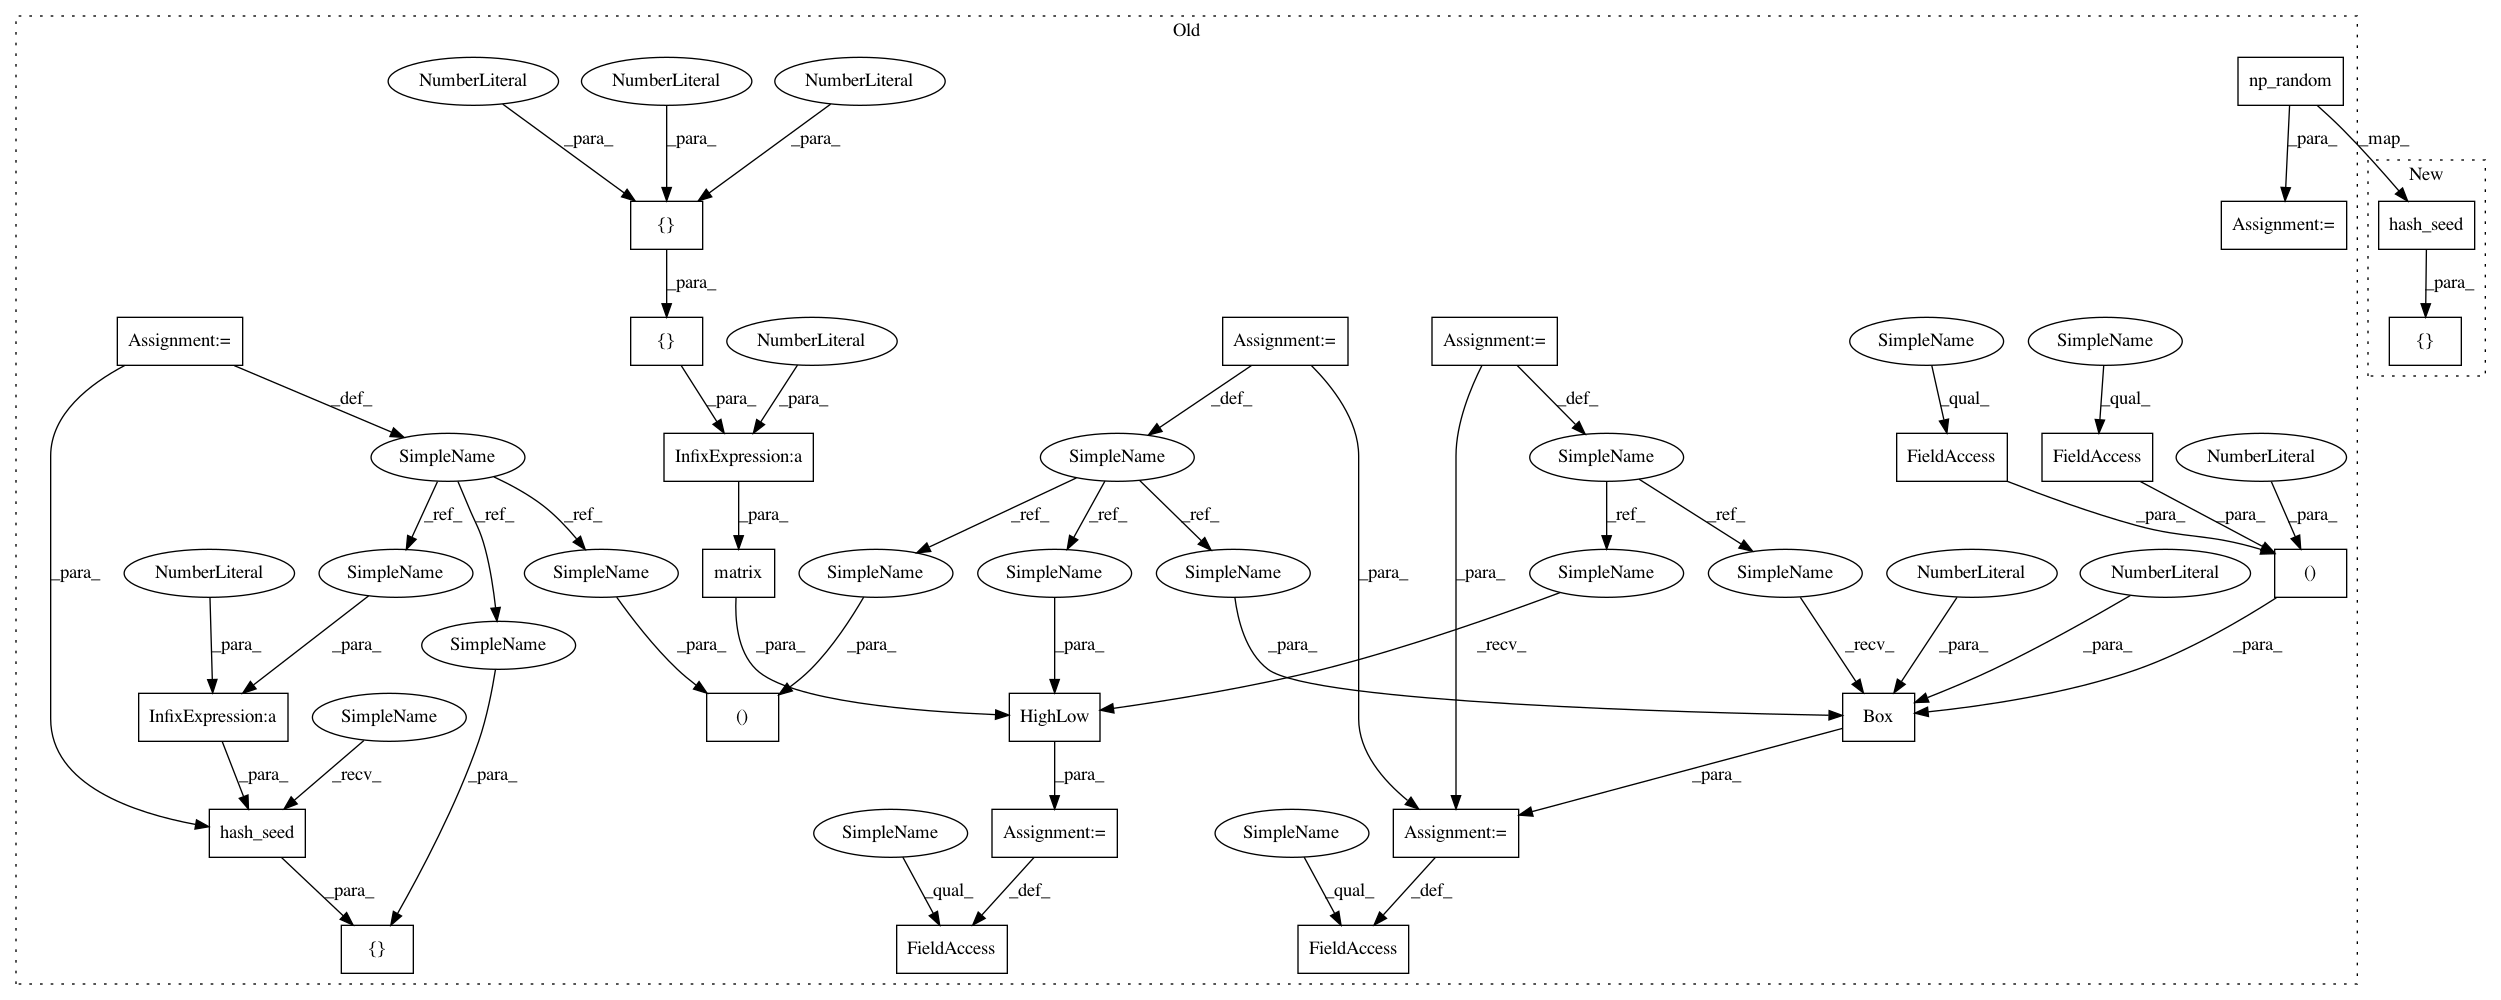 Old
NumberLiteral NumberLiteral NumberLiteral np_random
_para_ _para_ _para_ _para_ _map_
New
{} Assignment:= hash_seed
_para_ _para_
Assignment:= {} NumberLiteral Assignment:= Assignment:= SimpleName SimpleName {}
_def_ _para_ _para_ _def_ _def_ _qual_ _qual_
SimpleName InfixExpression:a SimpleName SimpleName FieldAccess FieldAccess NumberLiteral
_ref_ _ref_ _ref_ _para_ _ref_ _ref_ _ref_ _ref_ _ref_ _para_ _para_ _para_
_para_ NumberLiteral SimpleName SimpleName matrix SimpleName SimpleName SimpleName _para_ _para_ SimpleName SimpleName NumberLiteral NumberLiteral ()
_para_ _para_ SimpleName _para_ _para_ _para_ _para_ _para_ _recv_ _recv_ _para_ _para_ _para_
InfixExpression:a SimpleName () HighLow Box
_para_ _recv_ _para_ _para_ _para_
hash_seed SimpleName Assignment:= SimpleName Assignment:=
_para_ _qual_ _def_ _qual_ _def_
{} FieldAccess FieldAccess